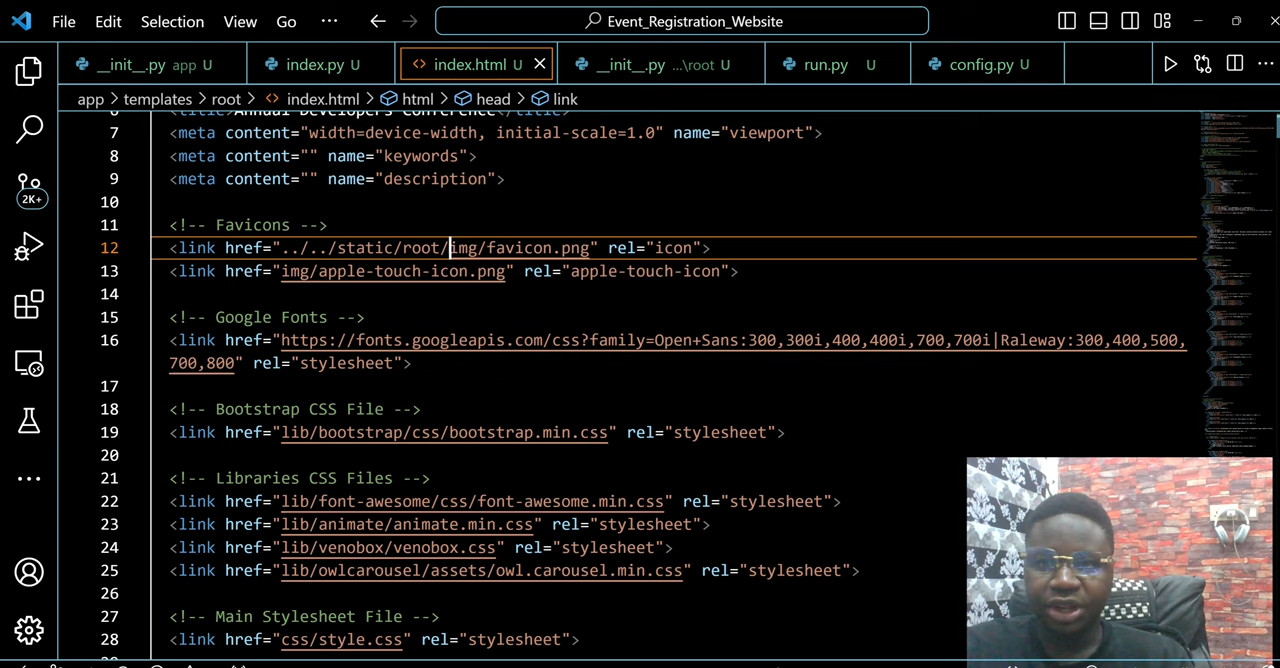 File Edit Selection View Go ··· Event_Registration_Website
__init__.py app U index.py U index.html U __init__.py ...\root U run.py U config.py U
app > templates > root > index.html > html > head > link
6 <title>Annual Developers Conference</title>
7 <meta content="width=device-width, initial-scale=1.0" name="viewport">
8 <meta content="" name="keywords">
9 <meta content="" name="description">
10
11 <!-- Favicons -->
12 <link href="../../static/root/img/favicon.png" rel="icon">
13 <link href="img/apple-touch-icon.png" rel="apple-touch-icon">
14
15 <!-- Google Fonts -->
16 <link href="https://fonts.googleapis.com/css?family=Open+Sans:300,300i,400,400i,700,700i|Raleway:300,400,500,
700,800" rel="stylesheet">
17
18 <!-- Bootstrap CSS File -->
19 <link href="lib/bootstrap/css/bootstrap.min.css" rel="stylesheet">
20
21 <!-- Libraries CSS Files -->
22 <link href="lib/font-awesome/css/font-awesome.min.css" rel="stylesheet">
23 <link href="lib/animate/animate.min.css" rel="stylesheet">
24 <link href="lib/venobox/venobox.css" rel="stylesheet">
25 <link href="lib/owlcarousel/assets/owl.carousel.min.css" rel="stylesheet">
26
27 <!-- Main Stylesheet File -->
28 <link href="css/style.css" rel="stylesheet">
2K+